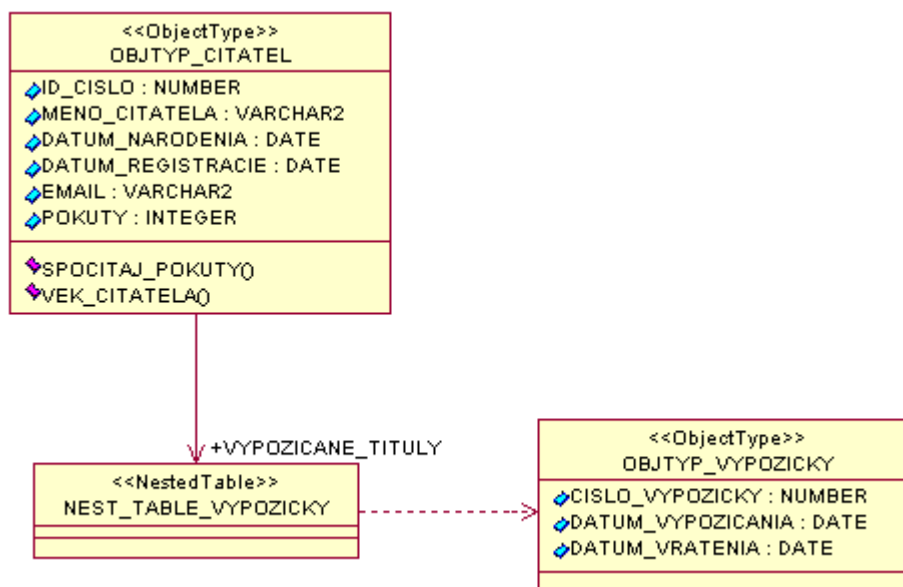 <<ObjectType>>
OBJTYP_CITATEL
ID_CISLO : NUMBER
MENO_CITATELA : VARCHAR2
DATUM_NARODENIA : DATE
DATUM_REGISTRACIE : DATE
EMAIL : VARCHAR2
POKUTY : INTEGER
SPOCITAJ_POKUTY()
VEK_CITATELA()
+VYPOZICANE_TITULY
<<NestedTable>>
NEST_TABLE_VYPOZICKY
<<ObjectType>>
OBJTYP_VYPOZICKY
CISLO_VYPOZICKY : NUMBER
DATUM_VYPOZICANIA : DATE
DATUM_VRATENIA : DATE